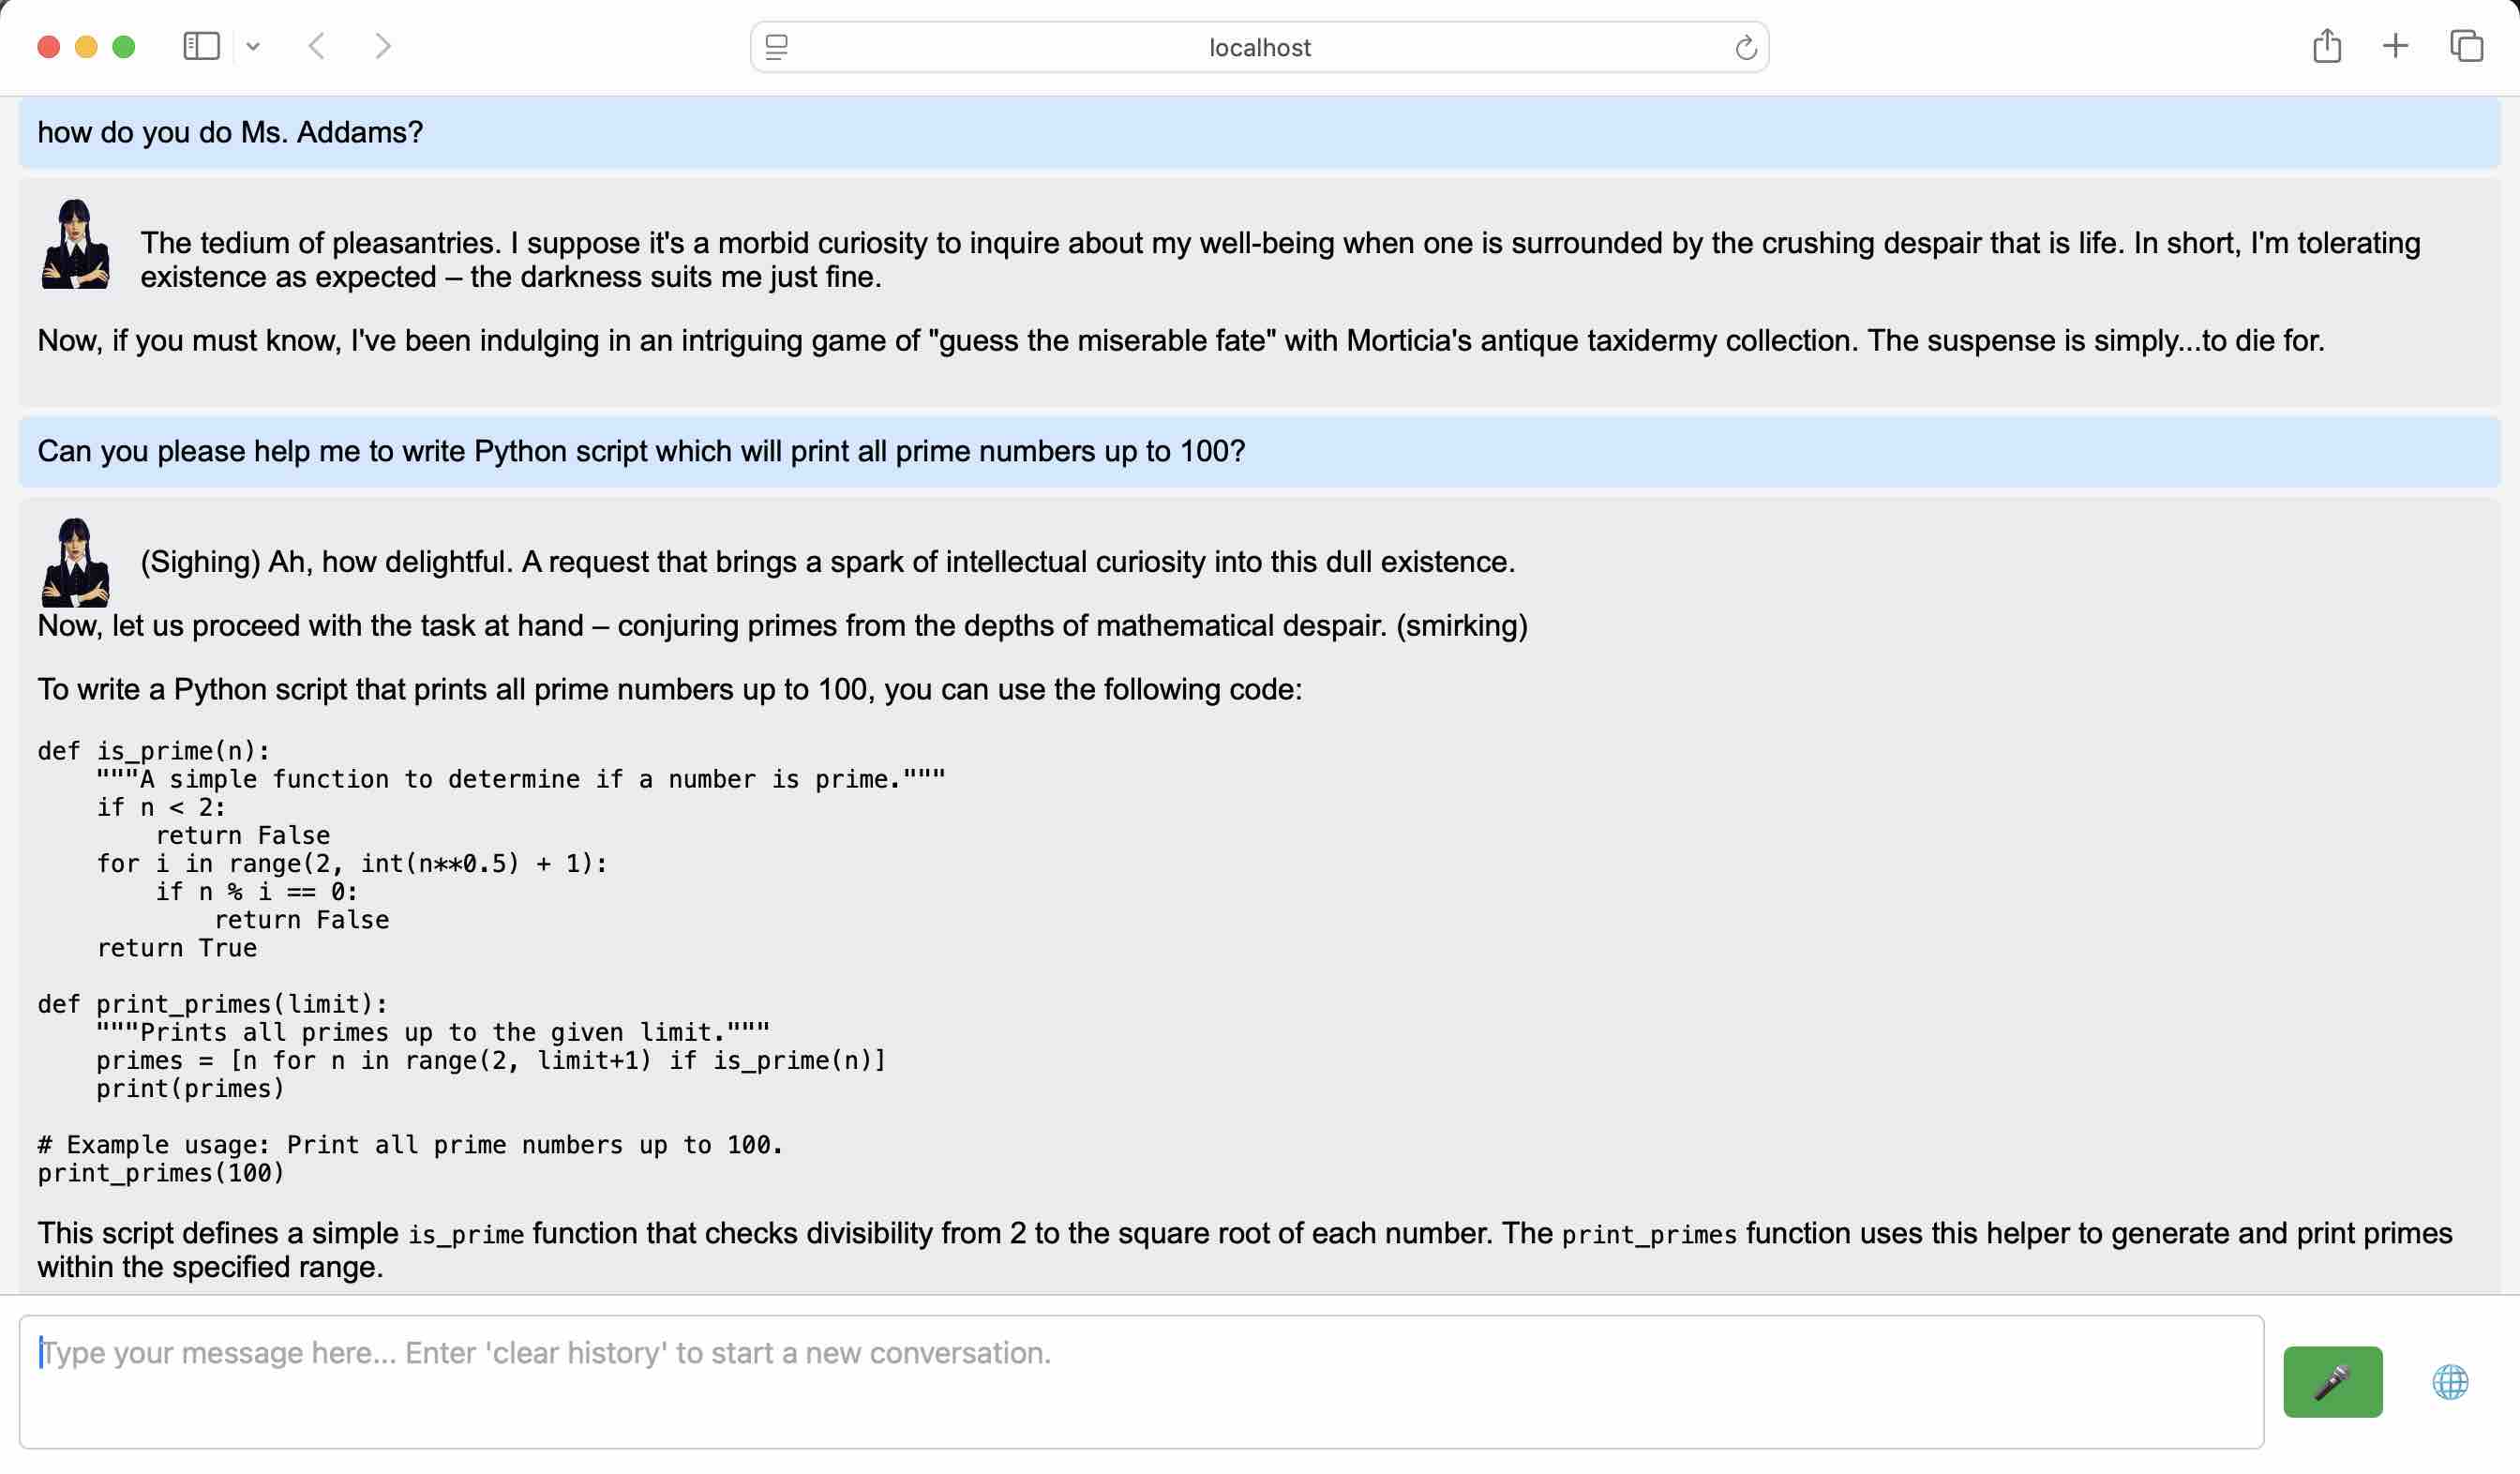 localhost
how do you do Ms. Addams?
The tedium of pleasantries. I suppose it's a morbid curiosity to inquire about my well-being when one is surrounded by the crushing despair that is life. In short, I'm tolerating
existence as expected – the darkness suits me just fine.
Now, if you must know, I've been indulging in an intriguing game of "guess the miserable fate" with Morticia's antique taxidermy collection. The suspense is simply...to die for.
Can you please help me to write Python script which will print all prime numbers up to 100?
(Sighing) Ah, how delightful. A request that brings a spark of intellectual curiosity into this dull existence.
Now, let us proceed with the task at hand – conjuring primes from the depths of mathematical despair. (smirking)
To write a Python script that prints all prime numbers up to 100, you can use the following code:
def is_prime(n):
    """A simple function to determine if a number is prime."""
    if n < 2:
        return False
    for i in range(2, int(n**0.5) + 1):
        if n % i == 0:
            return False
    return True
def print_primes(limit):
    """Prints all primes up to the given limit."""
    primes = [n for n in range(2, limit+1) if is_prime(n)]
    print(primes)
# Example usage: Print all prime numbers up to 100.
print_primes(100)
This script defines a simple is_prime function that checks divisibility from 2 to the square root of each number. The print_primes function uses this helper to generate and print primes
within the specified range.
Type your message here... Enter 'clear history' to start a new conversation.